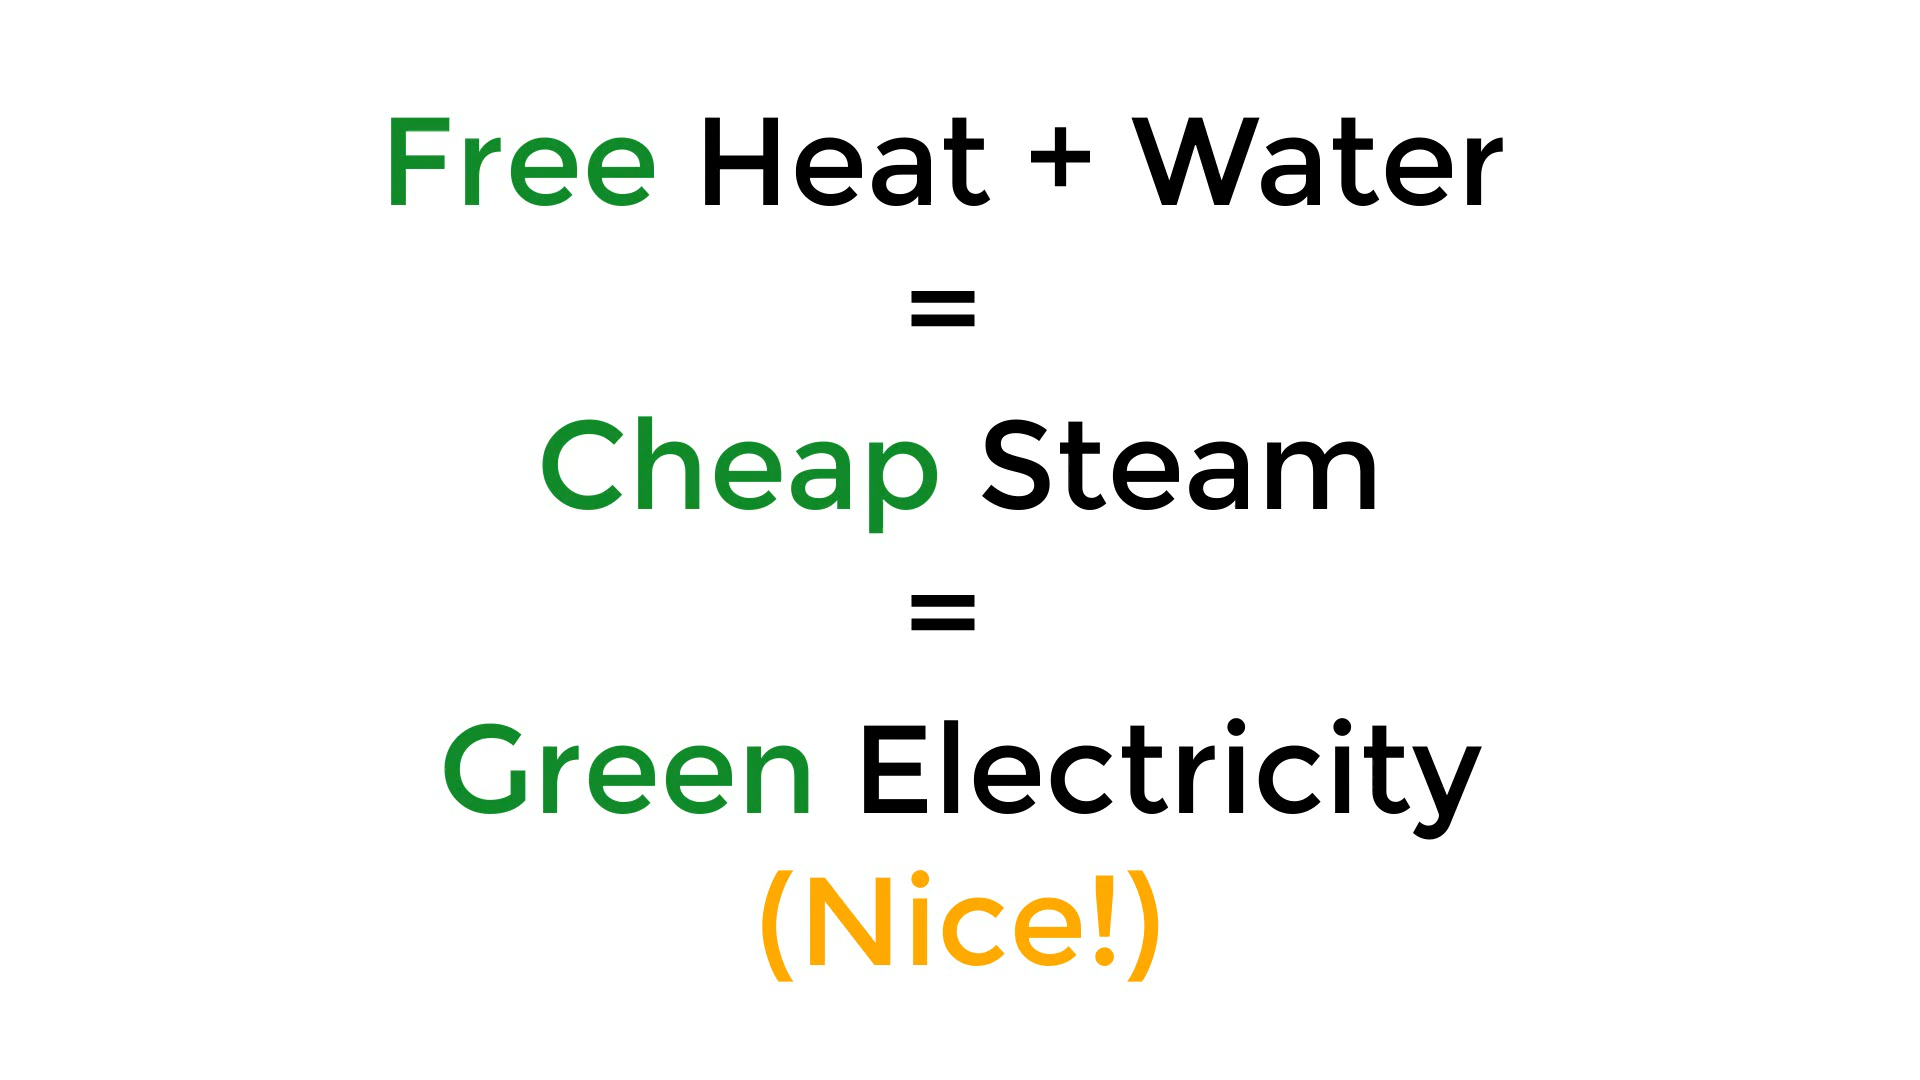 Free Heat + Water
=
Cheap Steam
=
Green Electricity
(Nice!)